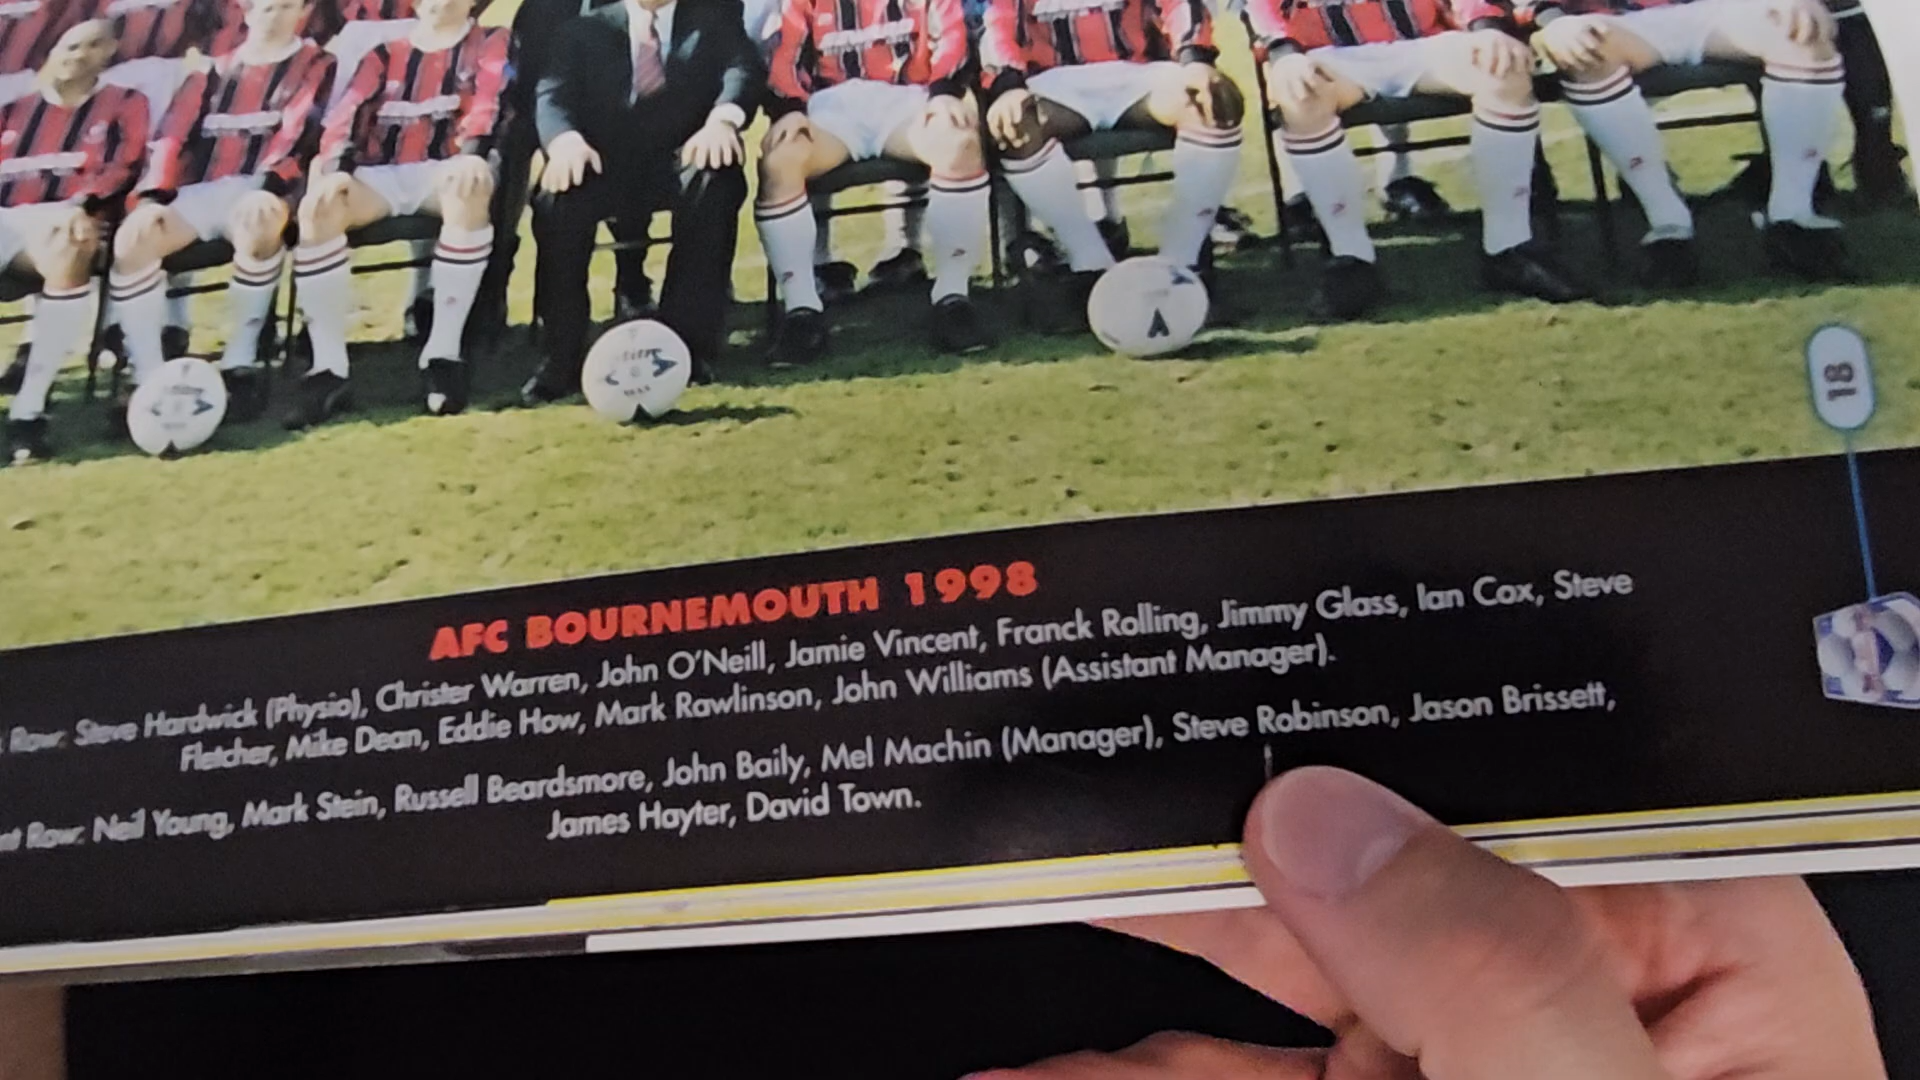 AFC BOURNEMOUTH 1998
Row: Steve Hardwick (Physio), Christer Warren, John O'Neill, Jamie Vincent, Franck Rolling, Jimmy Glass, Ian Cox, Steve
Fletcher, Mike Dean, Eddie How, Mark Rawlinson, John Williams (Assistant Manager).
Row: Neil Young, Mark Stein, Russell Beardsmore, John Baily, Mel Machin (Manager), Steve Robinson, Jason Brissett,
James Hayter, David Town.